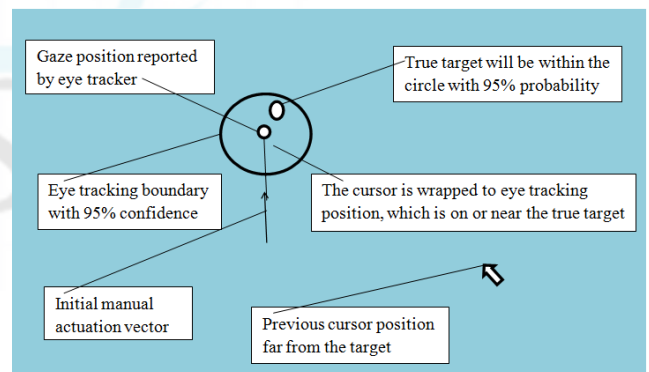 Gaze position reported
by eye tracker
True target will be within the
circle with 95% probability
Eye tracking boundary
with 95% confidence
The cursor is wrapped to eye tracking
position, which is on or near the true target
Initial manual
actuation vector
Previous cursor position
far from the target